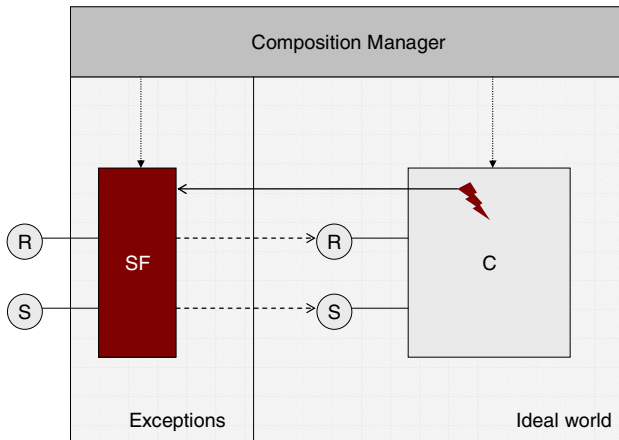 Composition Manager
R
SF
R
C
S
S
Exceptions
Ideal world